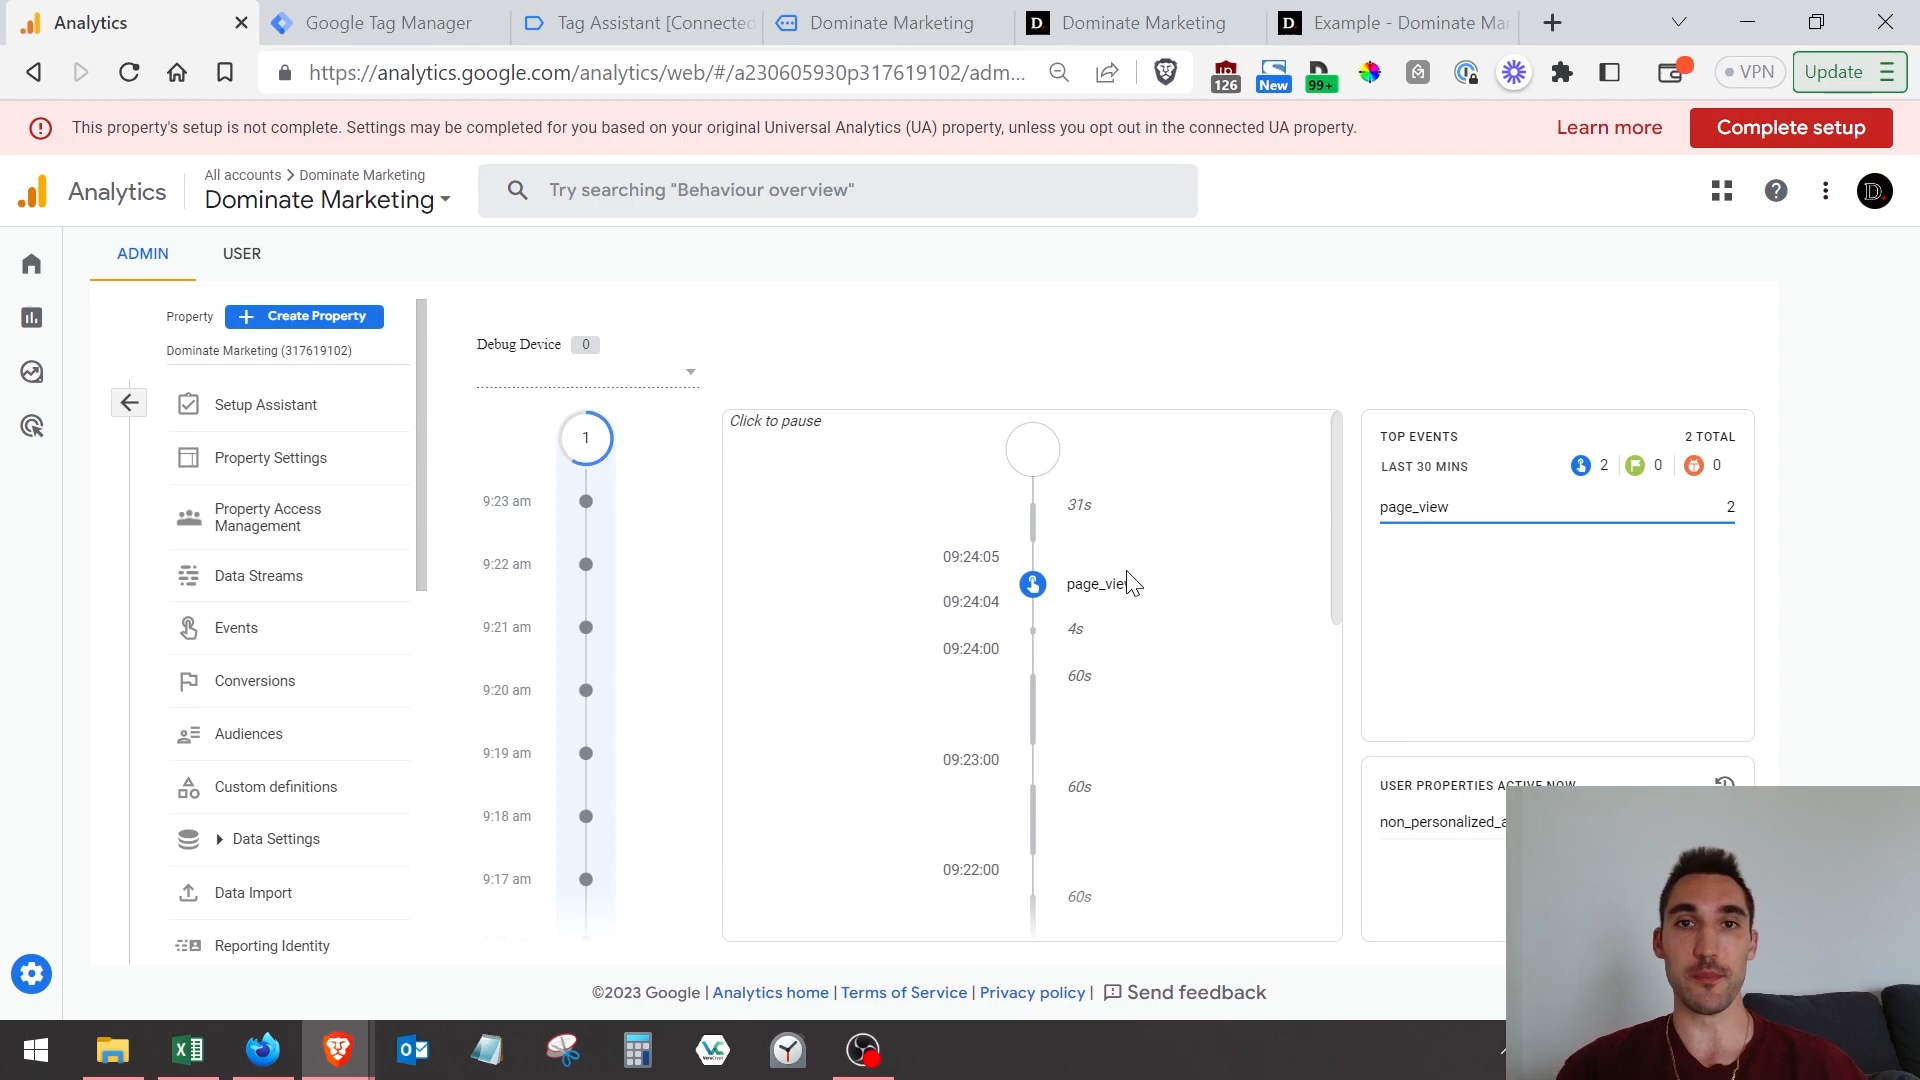 Analytics
Google Tag Manager
Tag Assistant [Connected
Dominate Marketing
Dominate Marketing
Example - Dominate Mar
https://analytics.google.com/analytics/web/#/a230605930p317619102/adm...
126
New
99+
VPN
Update
This property's setup is not complete. Settings may be completed for you based on your original Universal Analytics (UA) property, unless you opt out in the connected UA property.
Learn more
Complete setup
Analytics
All accounts > Dominate Marketing
Dominate Marketing
Try searching "Behaviour overview"
D.
ADMIN
USER
Property
+ Create Property
Dominate Marketing (317619102)
Setup Assistant
Property Settings
Property Access
Management
Data Streams
Events
Conversions
Audiences
Custom definitions
Data Settings
Data Import
Reporting Identity
Debug Device 0
1
9:23 am
9:22 am
9:21 am
9:20 am
9:19 am
9:18 am
9:17 am
Click to pause
31s
09:24:05
page_vie
09:24:04
4s
09:24:00
60s
09:23:00
60s
09:22:00
60s
TOP EVENTS
2 TOTAL
LAST 30 MINS
2
0
0
page_view
2
USER PROPERTIES ACTIVE NOW
non_personalized_a
©2023 Google | Analytics home | Terms of Service | Privacy policy | Send feedback